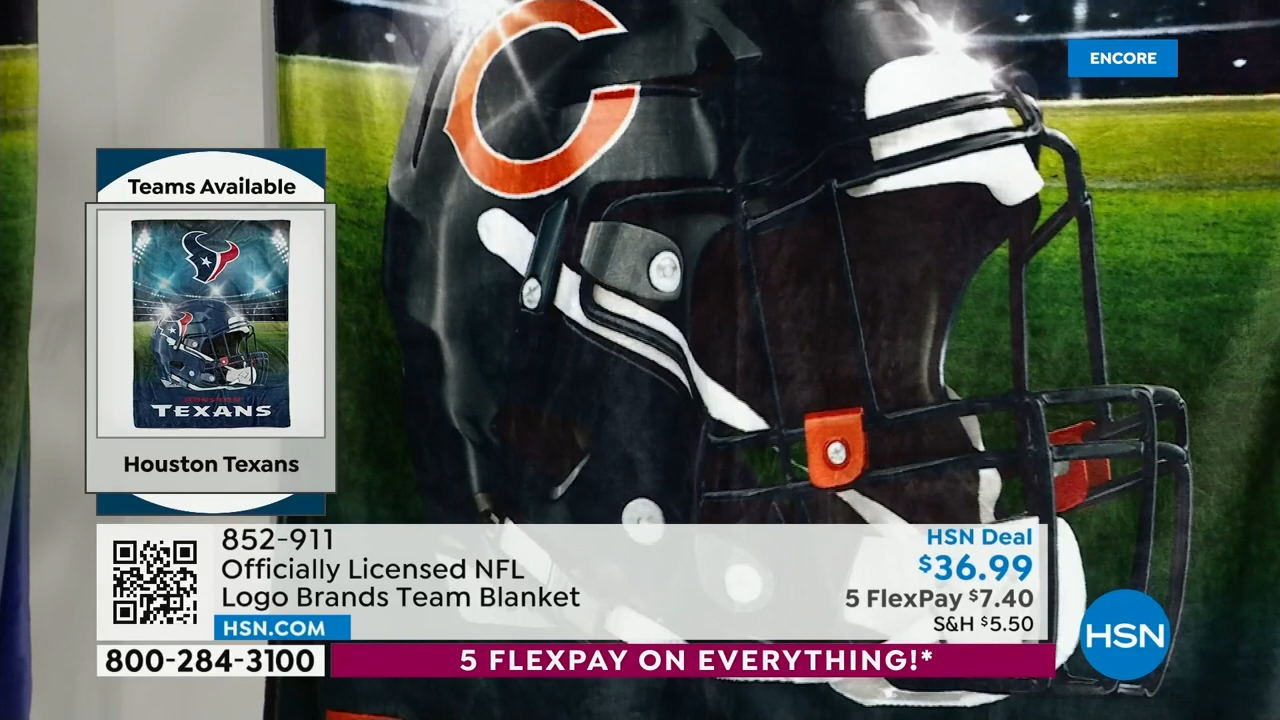 ENCORE
Teams Available
HOUSTON
TEXANS
Houston Texans
852-911
Officially Licensed NFL
Logo Brands Team Blanket
HSN.COM
HSN Deal
$36.99
5 FlexPay $7.40
S&H $5.50
HSN
800-284-3100
5 FLEXPAY ON EVERYTHING!*